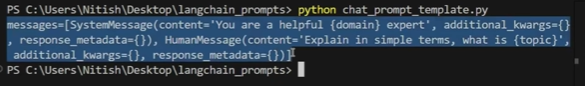 PS C:\Users\Nitish\Desktop\langchain_prompts> python chat_prompt_template.py
messages=[SystemMessage(content='You are a helpful {domain} expert', additional_kwargs={}
, response_metadata={}), HumanMessage(content='Explain in simple terms, what is {topic}',
additional_kwargs={}, response_metadata={})]
PS C:\Users\Nitish\Desktop\langchain_prompts>